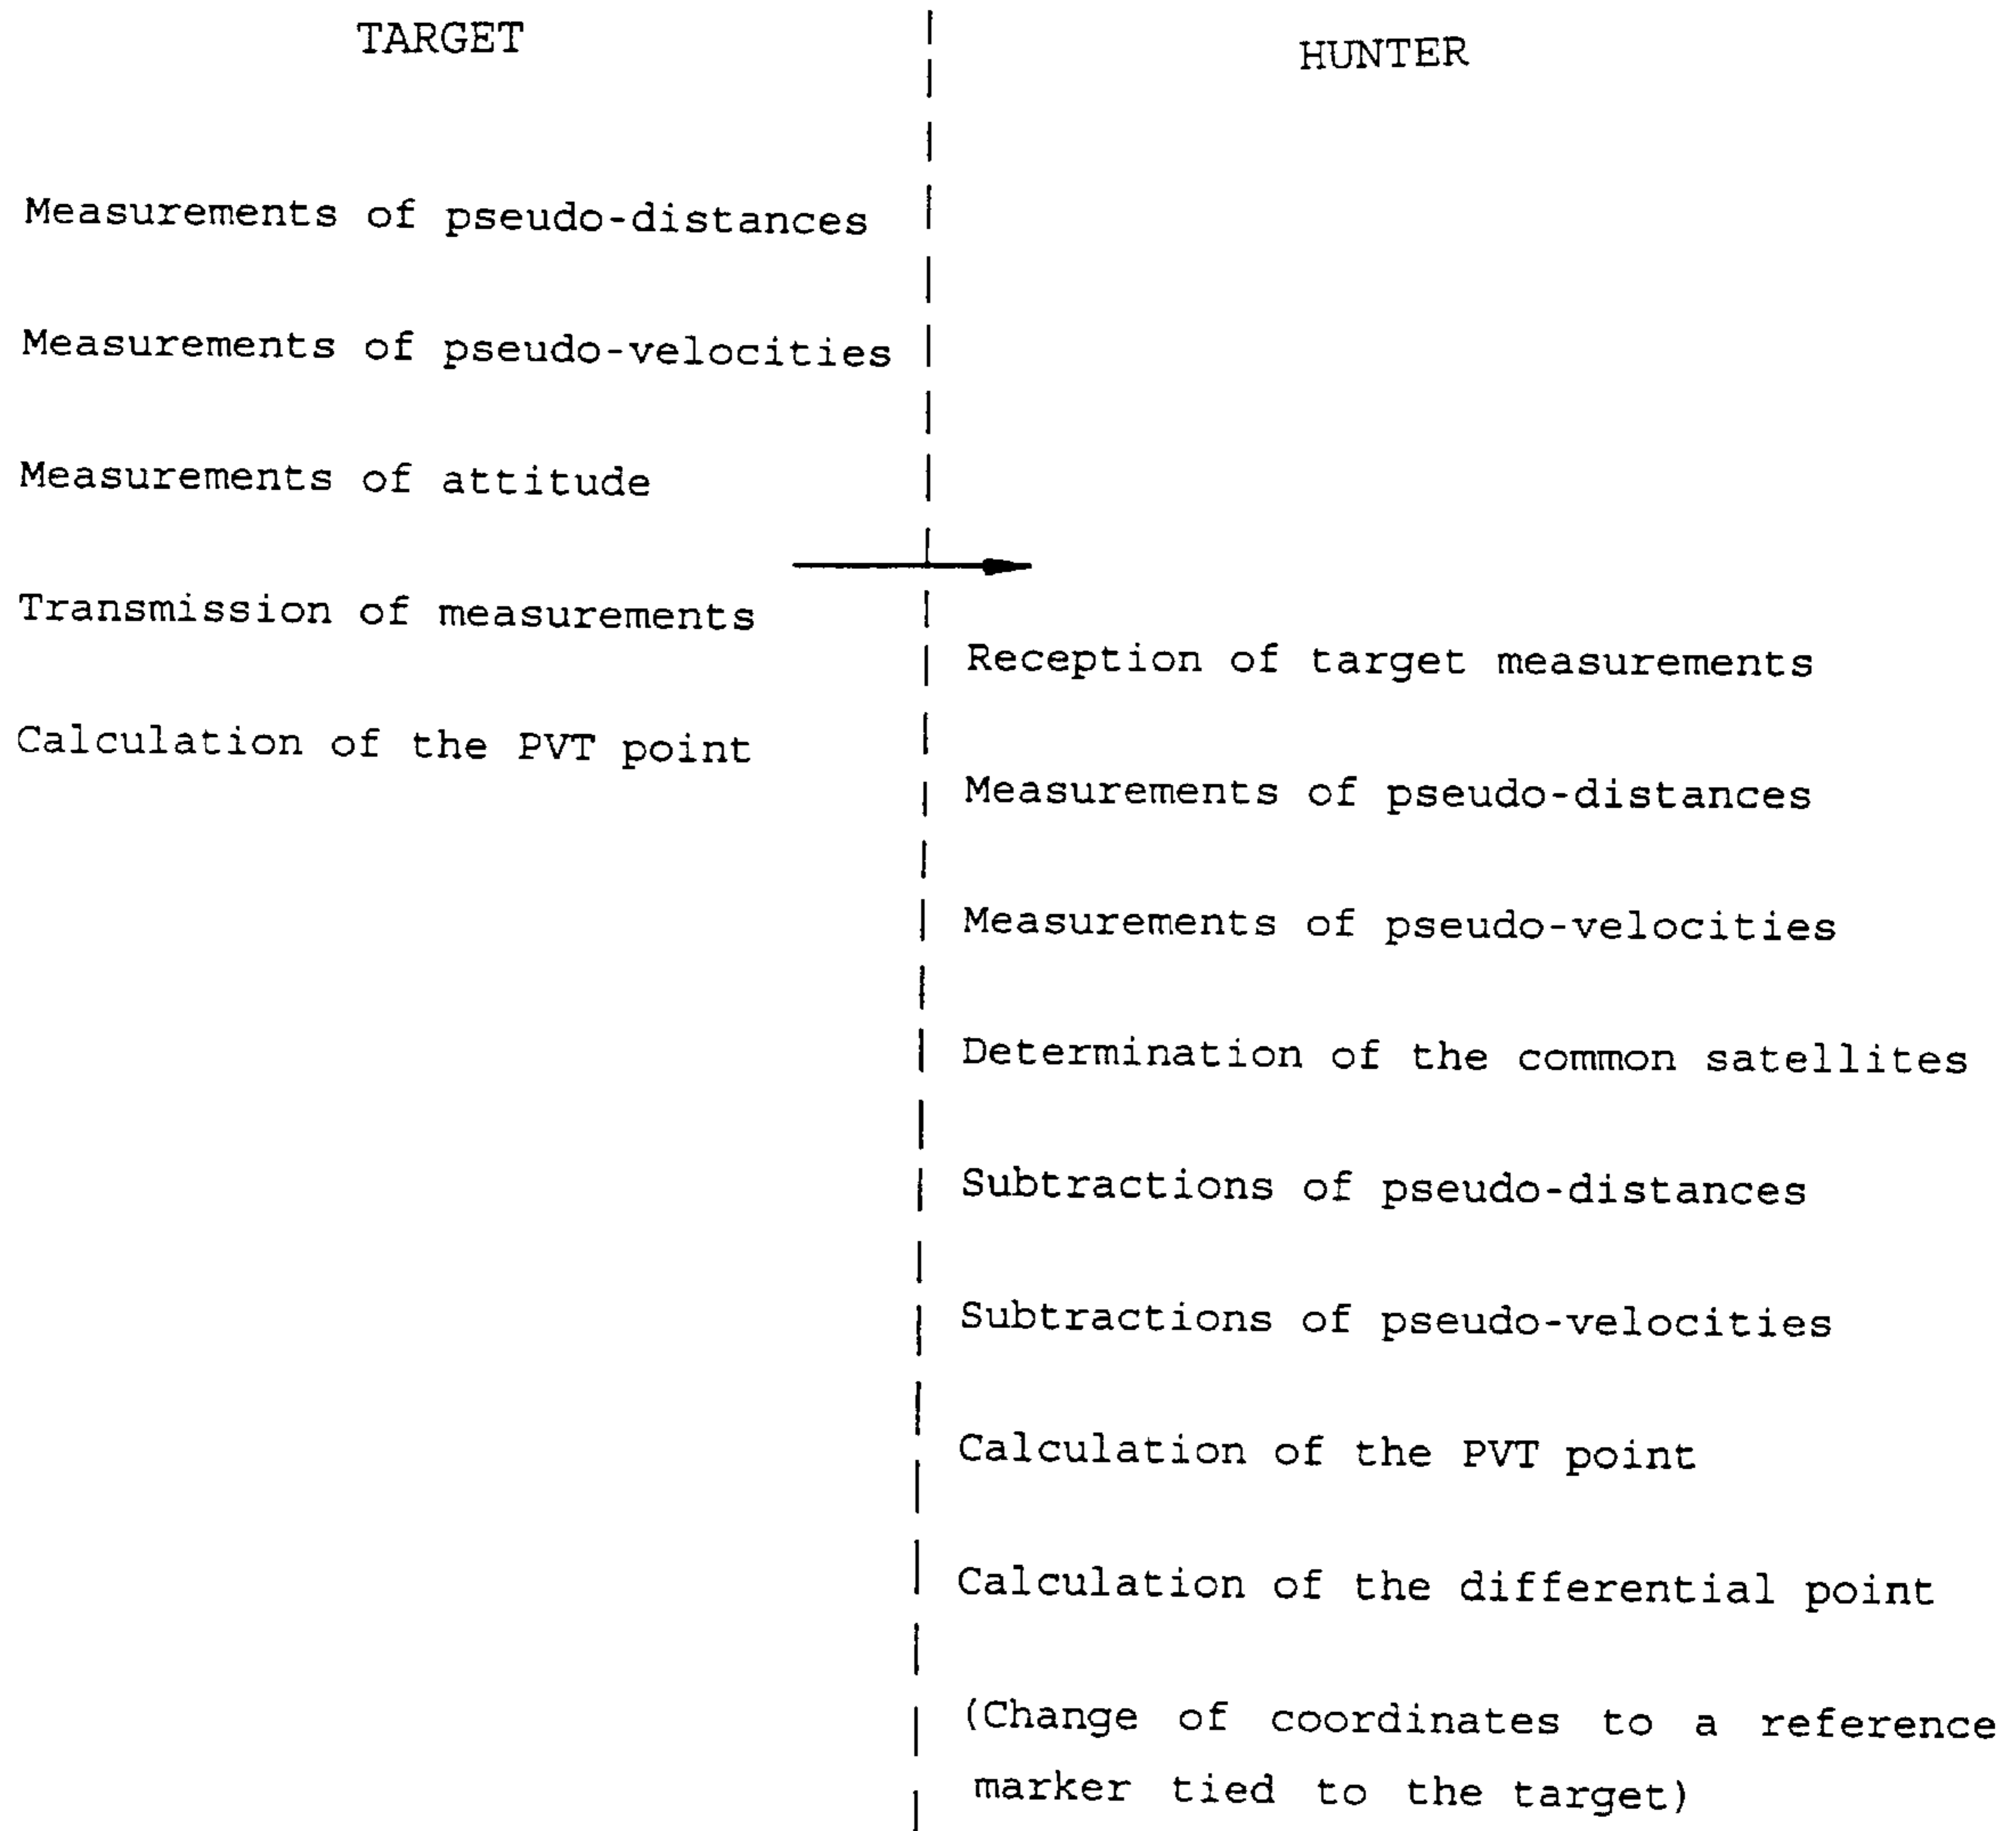 TARGET
HUNTER
Measurements of pseudo-distances
Measurements of pseudo-velocities
Measurements of attitude
Transmission of measurements
Calculation of the PVT point
Reception of target measurements
Measurements of pseudo-distances
Measurements of pseudo-velocities
Determination of the common satellites
Subtractions of pseudo-distances
Subtractions of pseudo-velocities
Calculation of the PVT point
Calculation of the differential point
(Change of coordinates to a reference
marker tied to the target)